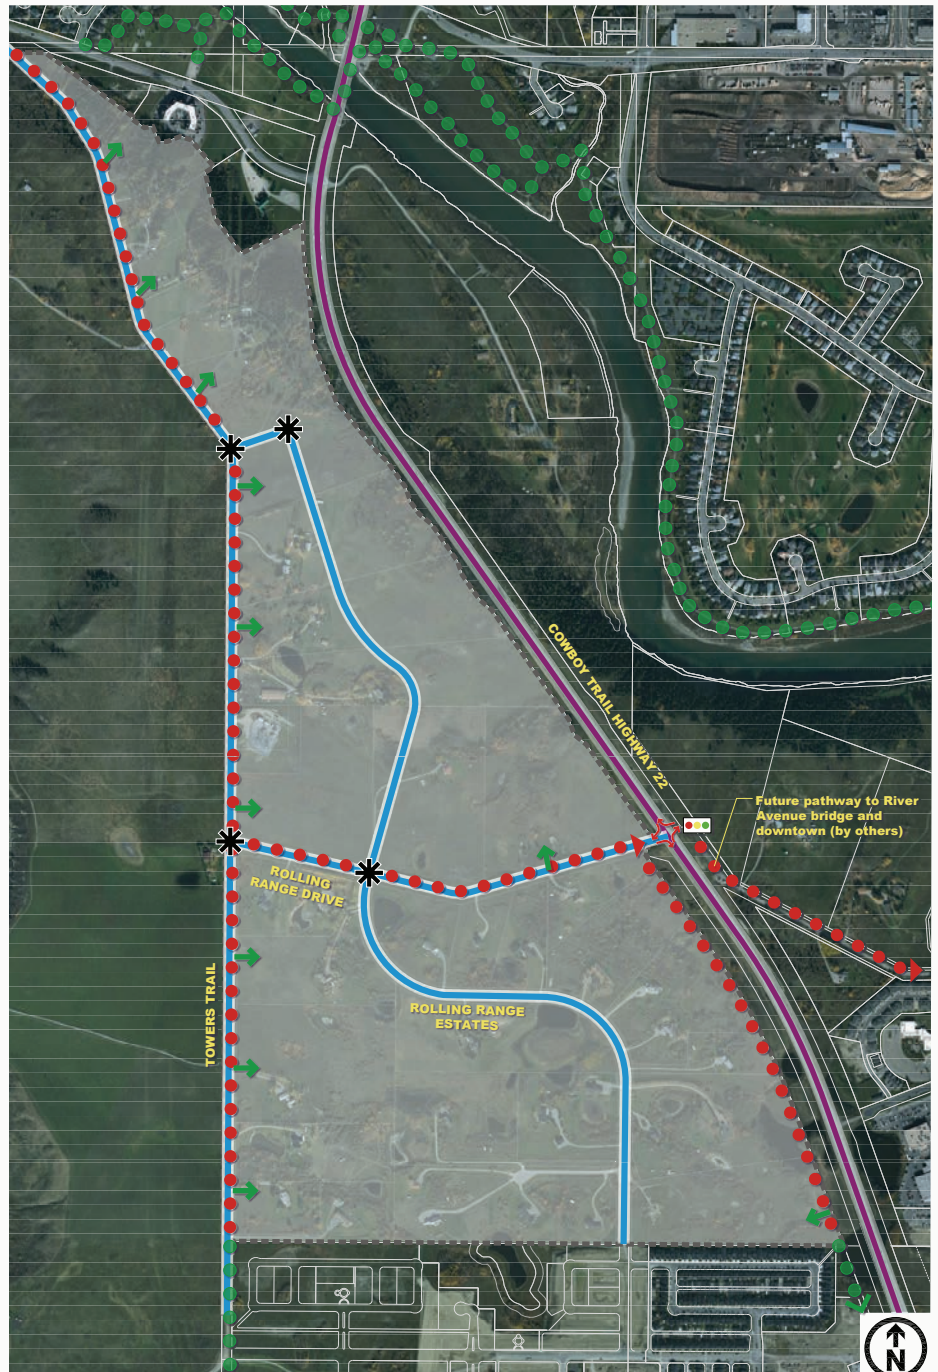 COWBOY TRAIL HIGHWAY 22
Future pathway to River
Avenue bridge and
downtown (by others)
ROLLING
RANGE DRIVE
TOWERS TRAIL
ROLLING RANGE
ESTATES
N